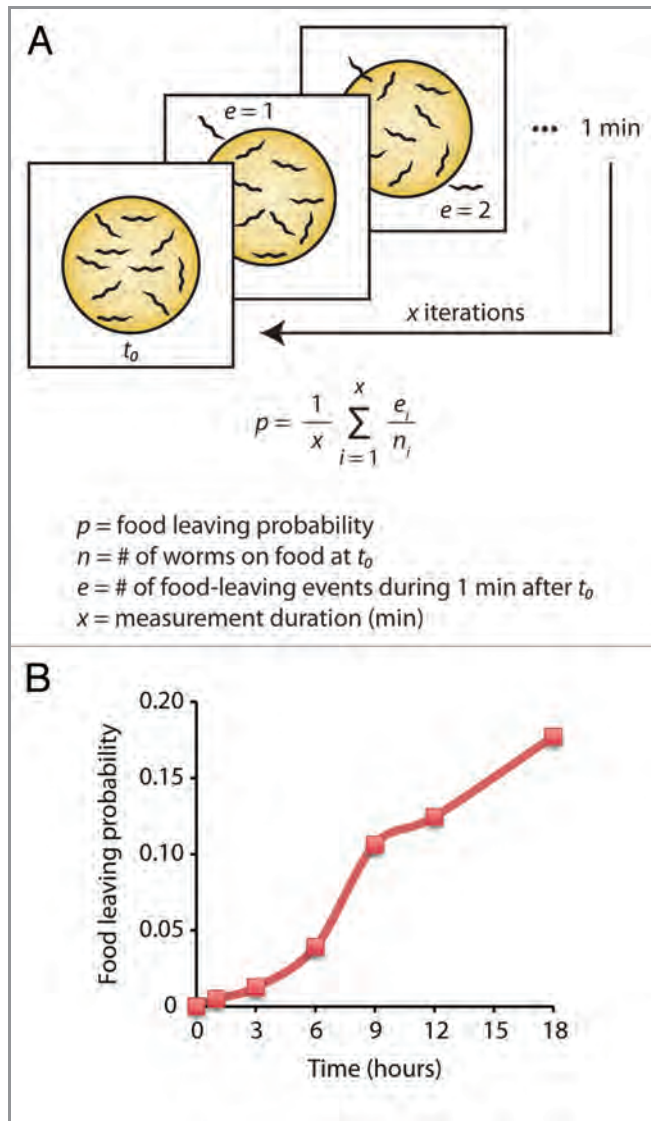 A
e = 1
e = 2
••• 1 min
t₀
x iterations
p = 1/x ∑ i = 1 x eᵢ/nᵢ
p = food leaving probability
n = # of worms on food at t₀
e = # of food-leaving events during 1 min after t₀
x = measurement duration (min)
B
Food leaving probability
0.20
0.15
0.10
0.05
0
0 3 6 9 12 15 18
Time (hours)